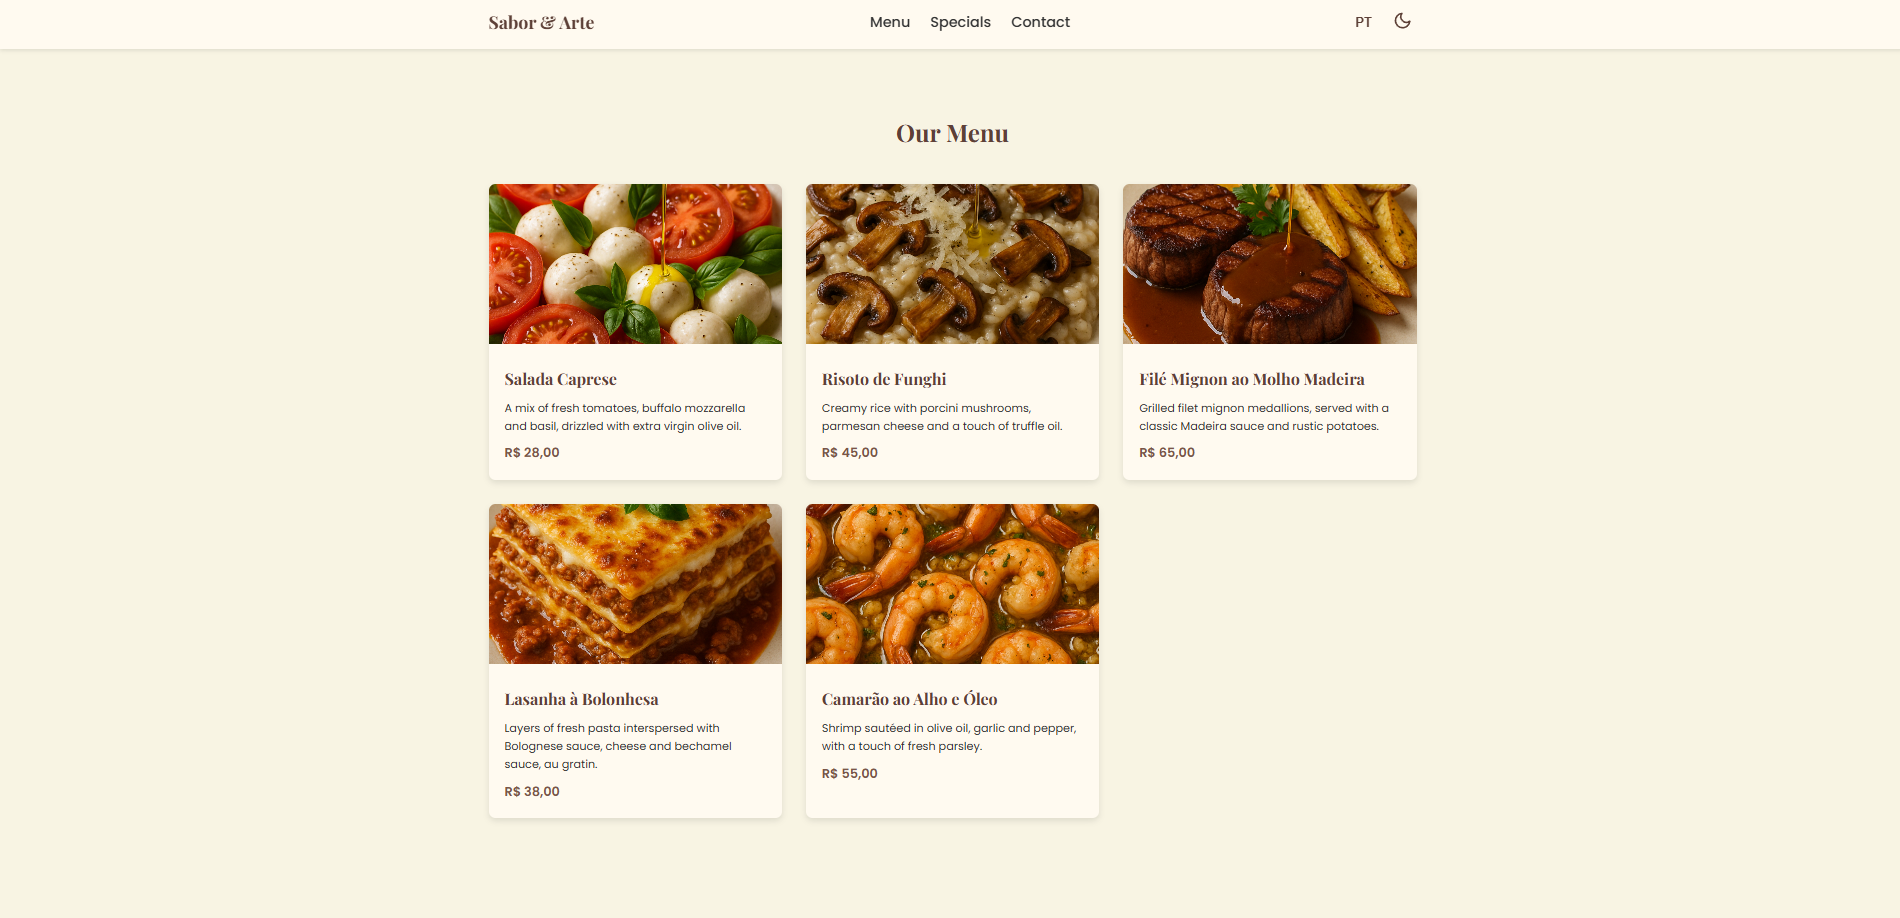 Sabor & Arte
Menu
Specials
Contact
PT
Our Menu
Salada Caprese
A mix of fresh tomatoes, buffalo mozzarella
and basil, drizzled with extra virgin olive oil.
R$ 28,00
Risoto de Funghi
Creamy rice with porcini mushrooms,
parmesan cheese and a touch of truffle oil.
R$ 45,00
Filé Mignon ao Molho Madeira
Grilled filet mignon medallions, served with a
classic Madeira sauce and rustic potatoes.
R$ 65,00
Lasanha à Bolonhesa
Layers of fresh pasta interspersed with
Bolognese sauce, cheese and bechamel
sauce, au gratin.
R$ 38,00
Camarão ao Alho e Óleo
Shrimp sautéed in olive oil, garlic and pepper,
with a touch of fresh parsley.
R$ 55,00